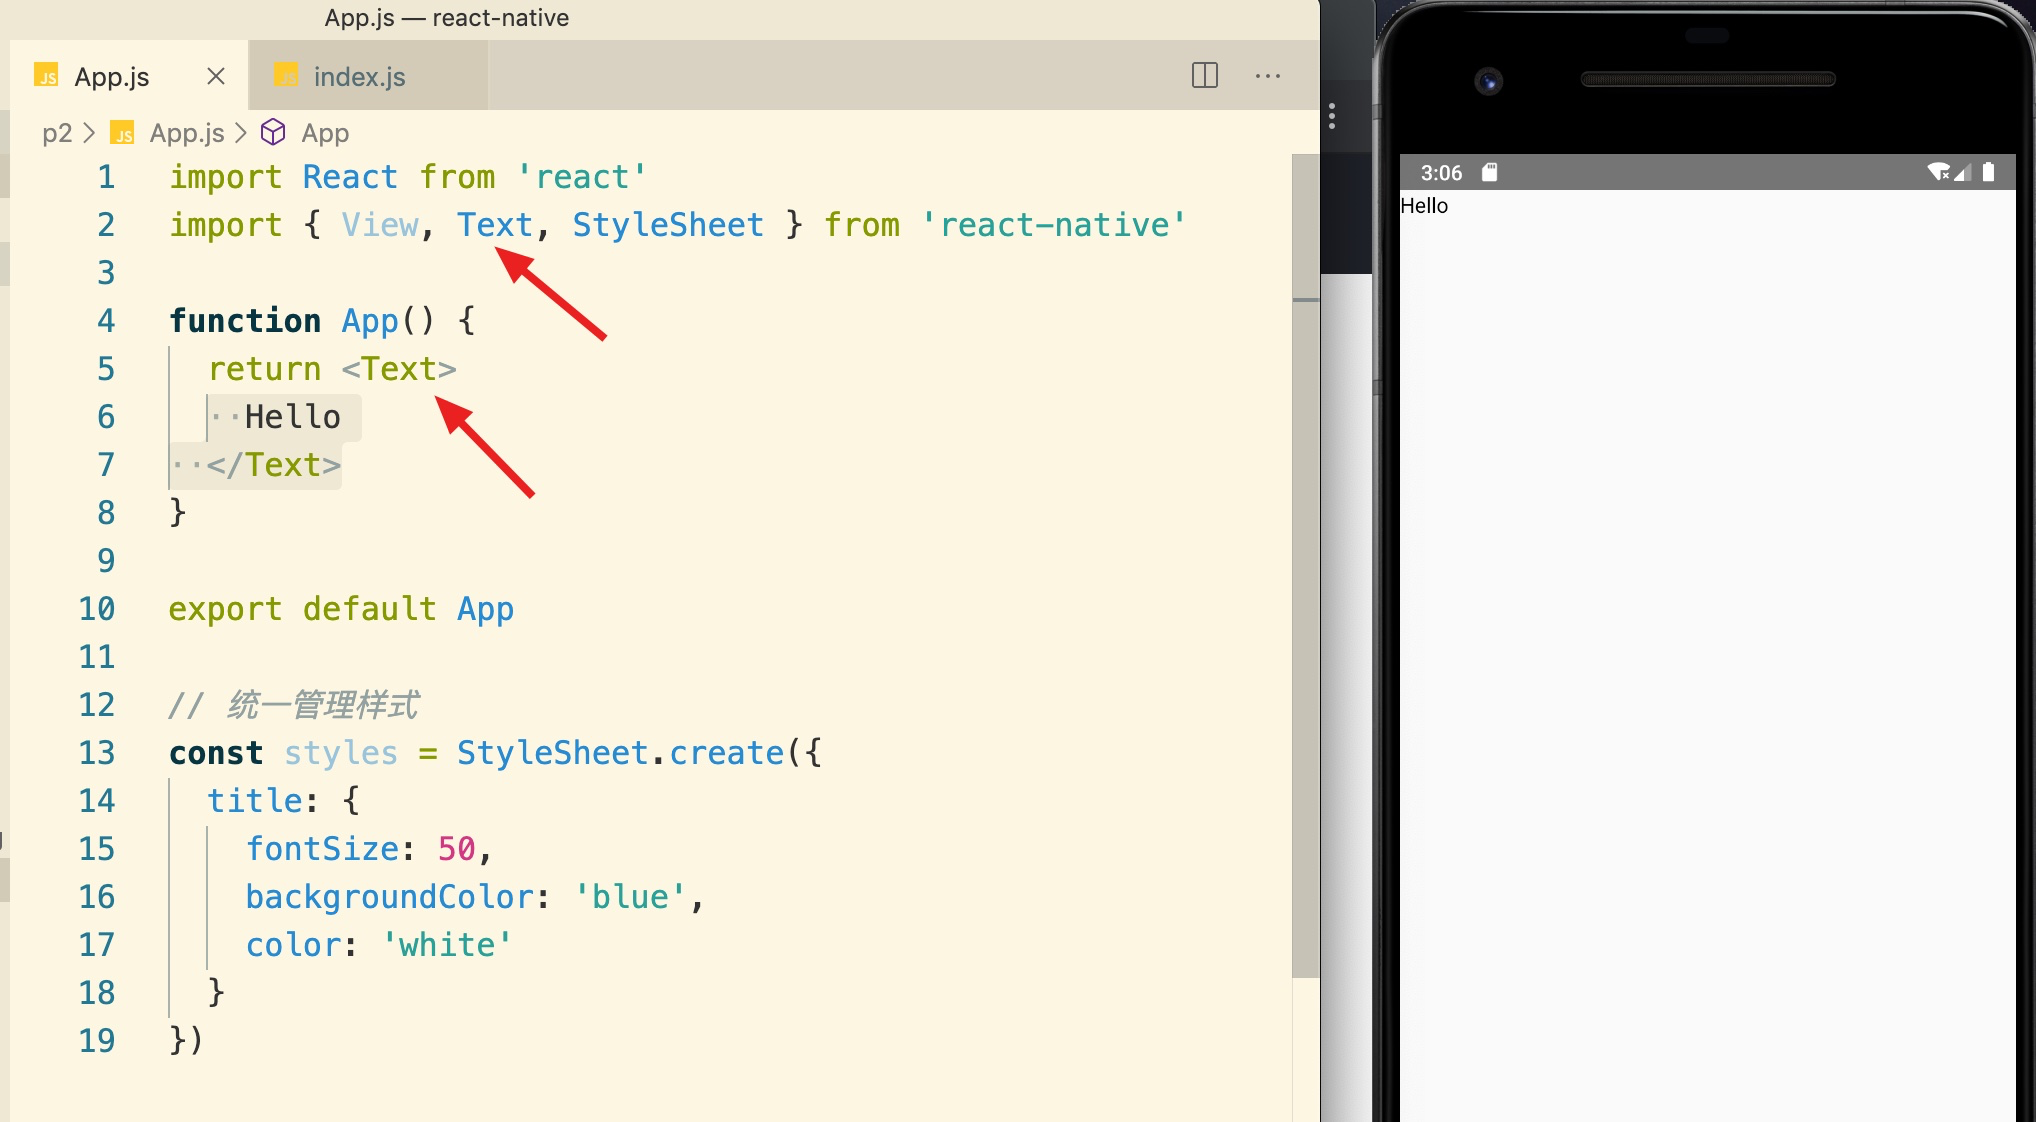 App.js — react-native
JS App.js × JS index.js ···
p2 > JS App.js > App
1 import React from 'react'
2 import { View, Text, StyleSheet } from 'react-native'
3
4 function App() {
5 return <Text>
6 ··Hello
7 ··</Text>
8 }
9
10 export default App
11
12 // 统一管理样式
13 const styles = StyleSheet.create({
14 title: {
15 fontSize: 50,
16 backgroundColor: 'blue',
17 color: 'white'
18 }
19 })
3:06
Hello